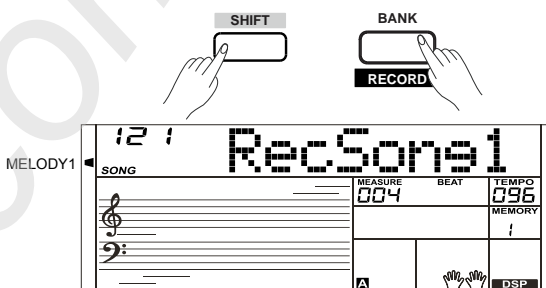 SHIFT BANK
RECORD
MELODY1 121 RecSong1
SONG
MEASURE BEAT TEMPO
004 096
MEMORY
1
A DSP